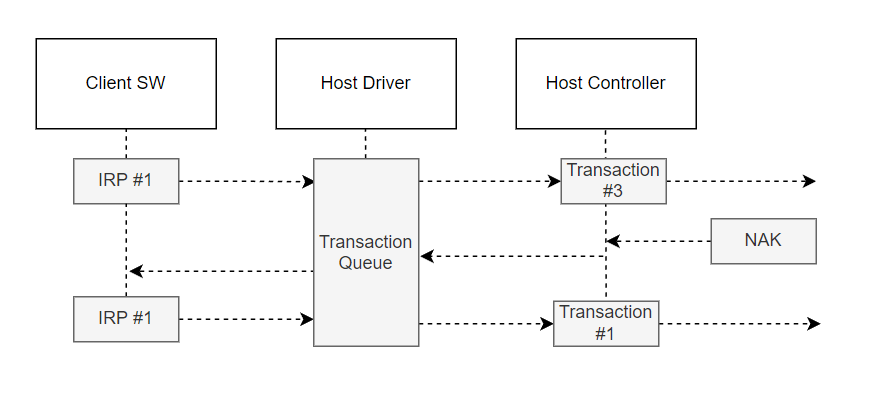 Client SW
Host Driver
Host Controller
IRP #1
Transaction
#3
Transaction
Queue
NAK
IRP #1
Transaction
#1